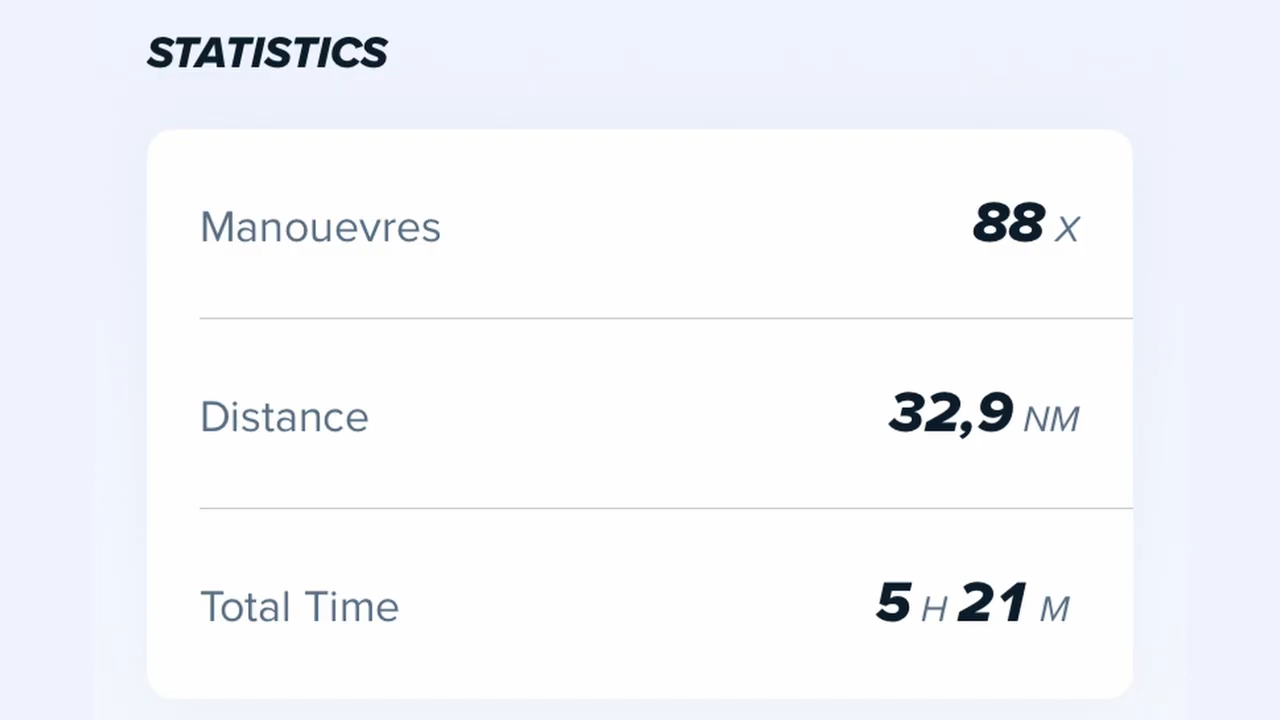 STATISTICS
Manouevres 88 X
Distance 32,9 NM
Total Time 5 H 21 M